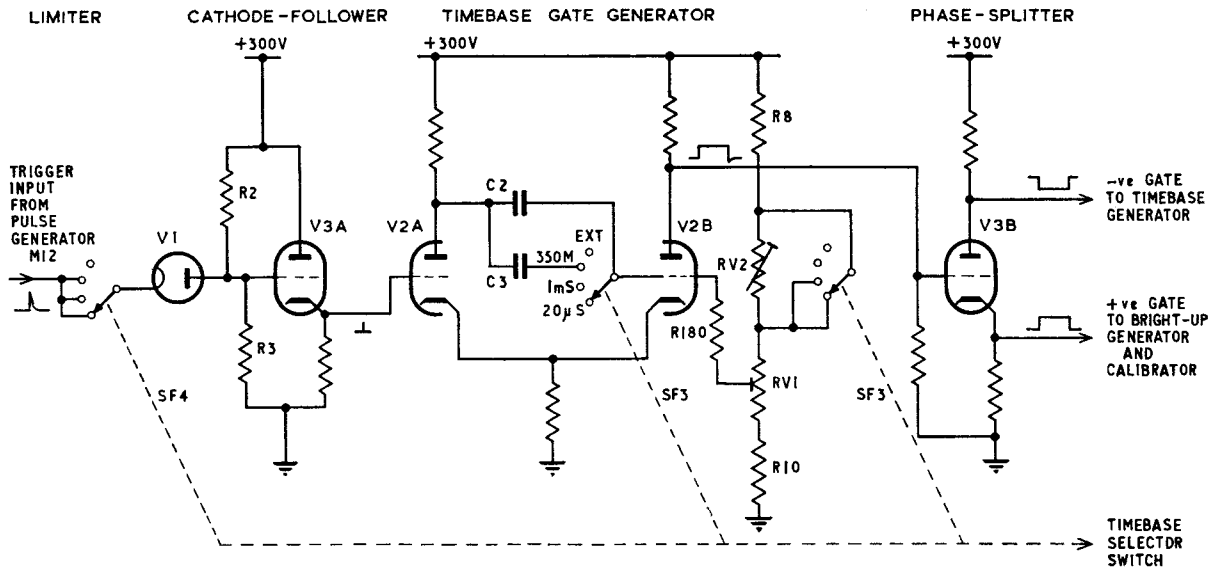 LIMITER
CATHODE-FOLLOWER
TIMEBASE GATE GENERATOR
PHASE-SPLITTER
+300V
+300V
+300V
R8
R2
TRIGGER
INPUT
FROM
PULSE
GENERATOR
M12
V1
V3A
V2A
C2
C3
350M
EXT
1mS
20µS
V2B
RV2
V3B
-ve GATE
TO TIMEBASE
GENERATOR
R3
R180
RV1
+ve GATE
TO BRIGHT-UP
GENERATOR
AND
CALIBRATOR
SF4
SF3
SF3
R10
TIMEBASE
SELECTDR
SWITCH